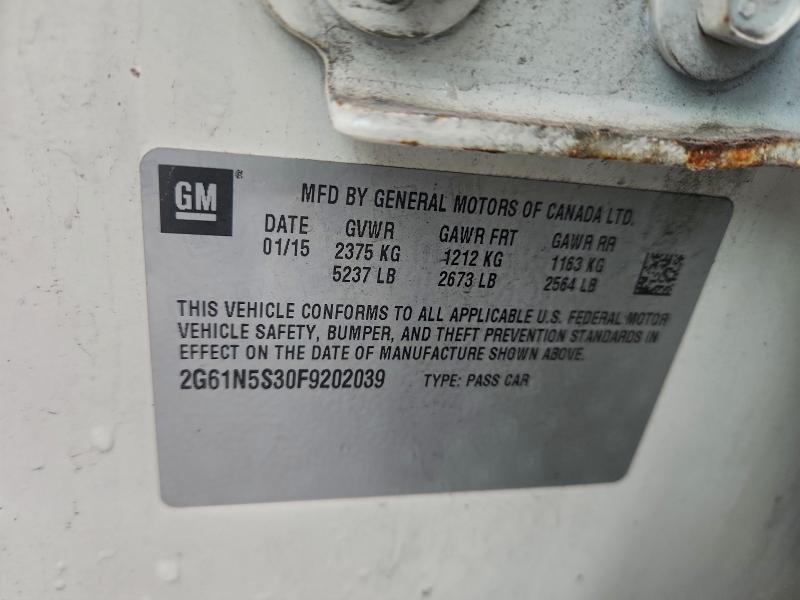 GM®
MFD BY GENERAL MOTORS OF CANADA LTD.
DATE GVWR GAWR FRT GAWR RR
01/15 2375 KG 1212 KG 1163 KG
5237 LB 2673 LB 2564 LB
THIS VEHICLE CONFORMS TO ALL APPLICABLE U.S. FEDERAL MOTOR
VEHICLE SAFETY, BUMPER, AND THEFT PREVENTION STANDARDS IN
EFFECT ON THE DATE OF MANUFACTURE SHOWN ABOVE.
2G61N5S30F9202039 TYPE: PASS CAR